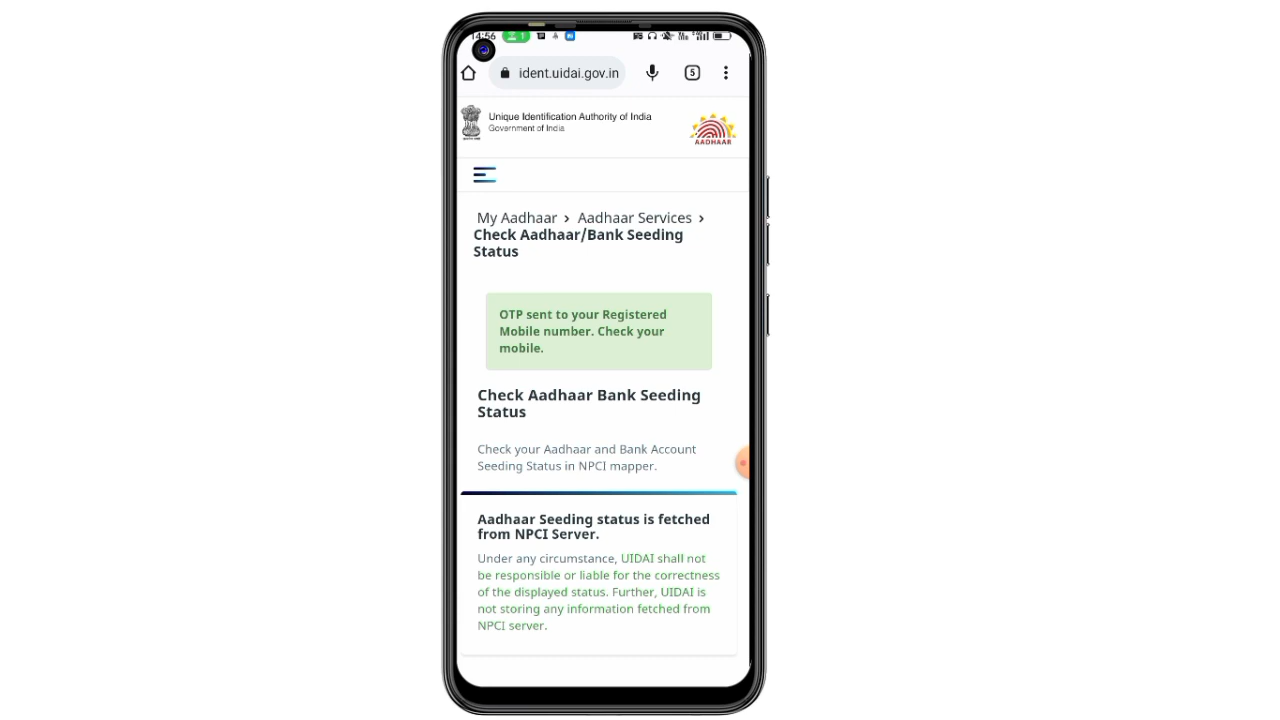 14:56
1
ident.uidai.gov.in
5
Unique Identification Authority of India
Government of India
AADHAAR
My Aadhaar › Aadhaar Services ›
Check Aadhaar/Bank Seeding
Status
OTP sent to your Registered
Mobile number. Check your
mobile.
Check Aadhaar Bank Seeding
Status
Check your Aadhaar and Bank Account
Seeding Status in NPCI mapper.
Aadhaar Seeding status is fetched
from NPCI Server.
Under any circumstance, UIDAI shall not
be responsible or liable for the correctness
of the displayed status. Further, UIDAI is
not storing any information fetched from
NPCI server.